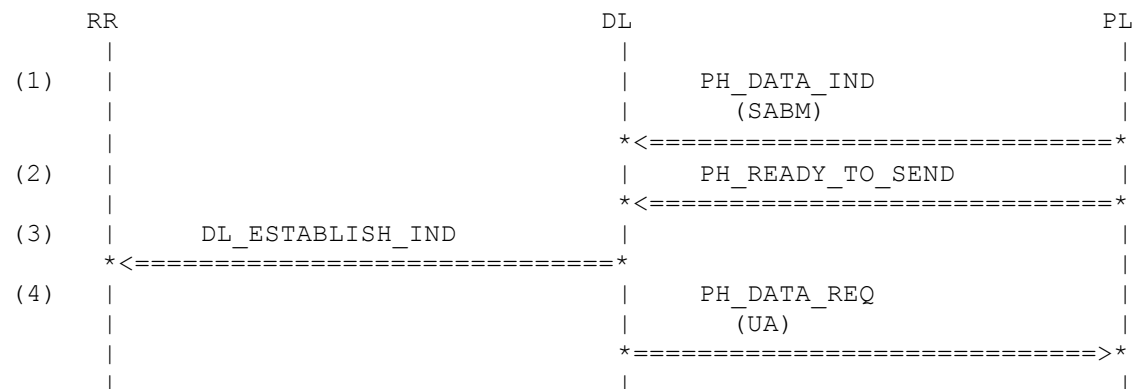 RR DL PL
| | |
(1) | | PH_DATA_IND |
| | (SABM) |
| *<=============================*
(2) | | PH_READY_TO_SEND |
| *<=============================*
(3) | DL_ESTABLISH_IND | |
*<==============================* |
(4) | | PH_DATA_REQ |
| | (UA) |
| *=============================>*
| | |